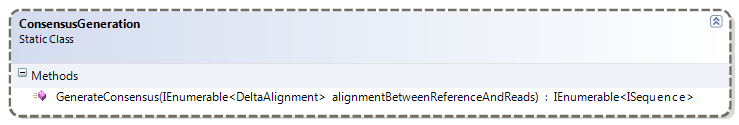 ConsensusGeneration
Static Class
Methods
GenerateConsensus(IEnumerable<DeltaAlignment> alignmentBetweenReferenceAndReads) : IEnumerable<ISequence>